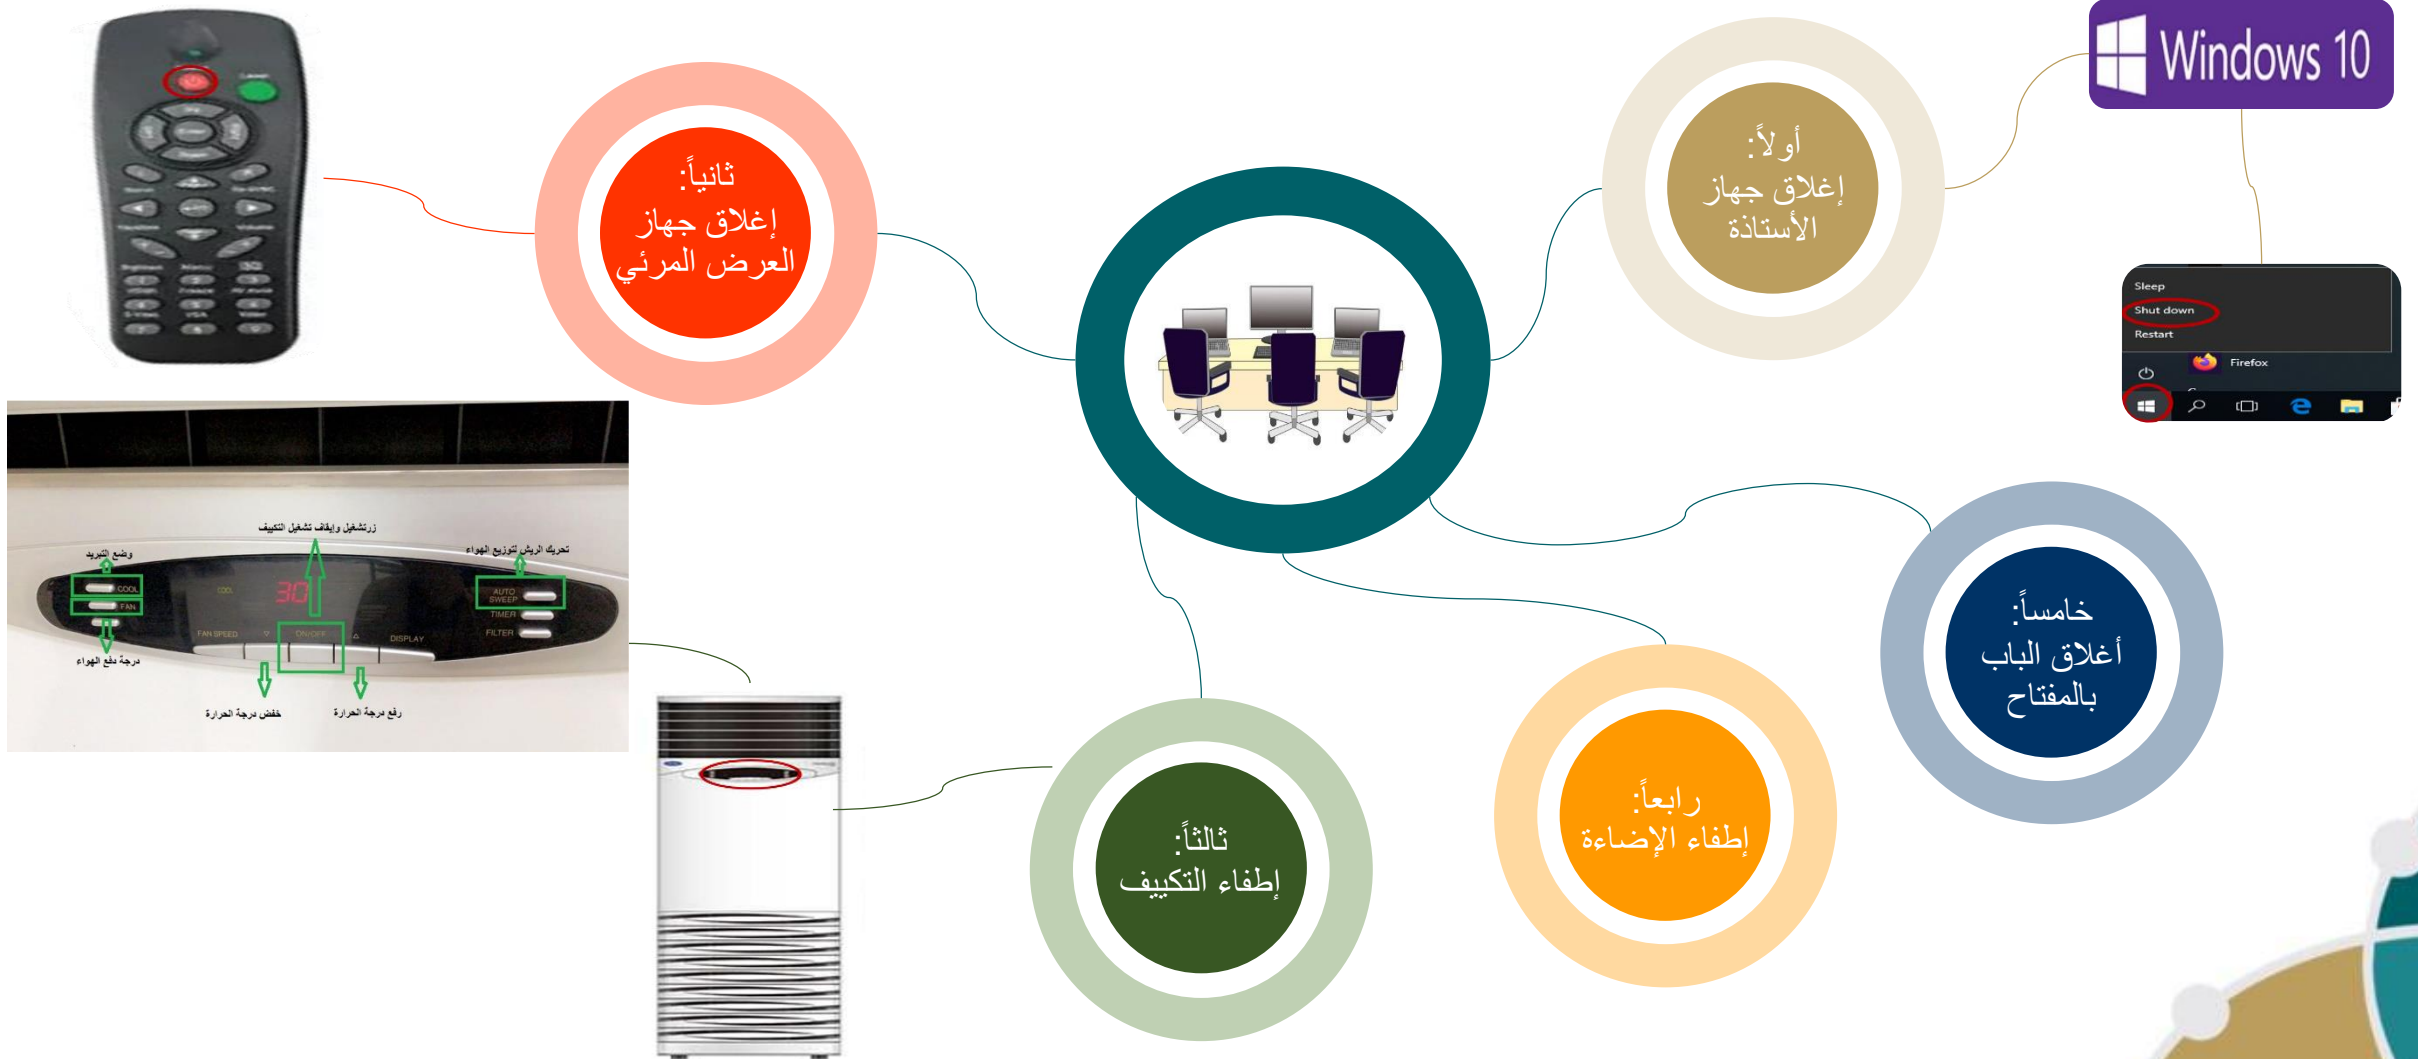 Windows 10
أولاً:
إغلاق جهاز
الأستاذة
Sleep
Shut down
Restart
Firefox
ثانياً:
إغلاق جهاز
العرض المرئي
زرتشغيل وإيقاف تشغيل التكييف
وضع التبريد
تحريك الريش لتوزيع الهواء
COOL
FAN
COOL
30
AUTO
SWEEP
TIMER
FILTER
FAN SPEED
ON/OFF
DISPLAY
درجة دفع الهواء
خفض درجة الحرارة
رفع درجة الحرارة
ثالثاً:
إطفاء التكييف
رابعاً:
إطفاء الإضاءة
خامساً:
أغلاق الباب
بالمفتاح